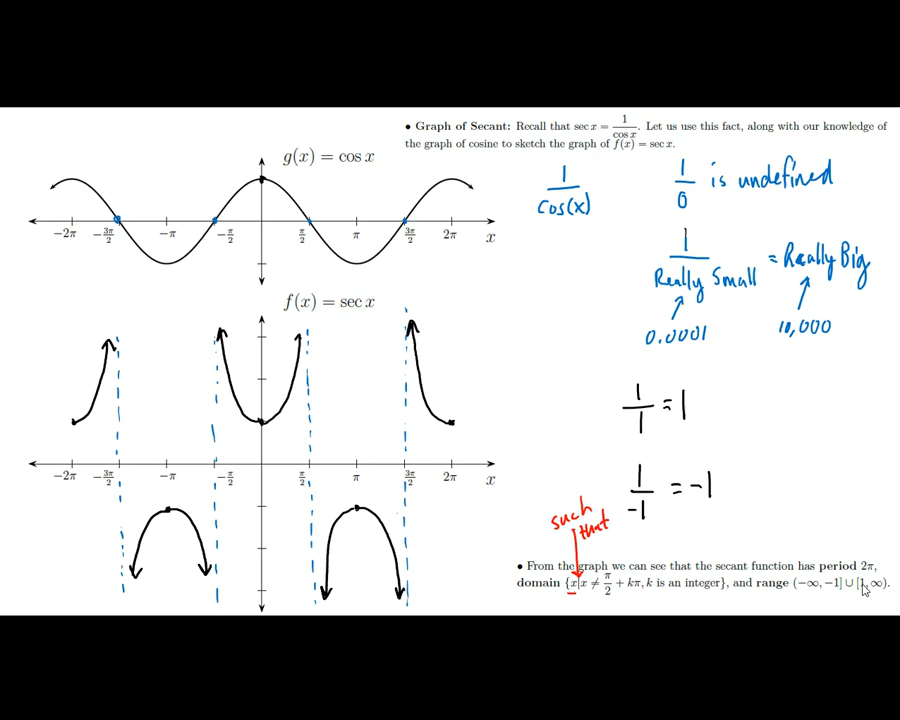 • Graph of Secant: Recall that sec x = 1/cos x. Let us use this fact, along with our knowledge of
the graph of cosine to sketch the graph of f(x) = sec x.
g(x) = cos x
1/cos(x)
1/0 is undefined
−2π −3π/2 −π −π/2 π/2 π 3π/2 2π x
1/Really Small = Really Big
0.0001 10,000
f(x) = sec x
1/1 = 1
−2π −3π/2 −π −π/2 π/2 π 3π/2 2π x
1/-1 = -1
such
that
• From the graph we can see that the secant function has period 2π,
domain {x|x ≠ π/2 + kπ, k is an integer}, and range (−∞, −1] ∪ [1, ∞).